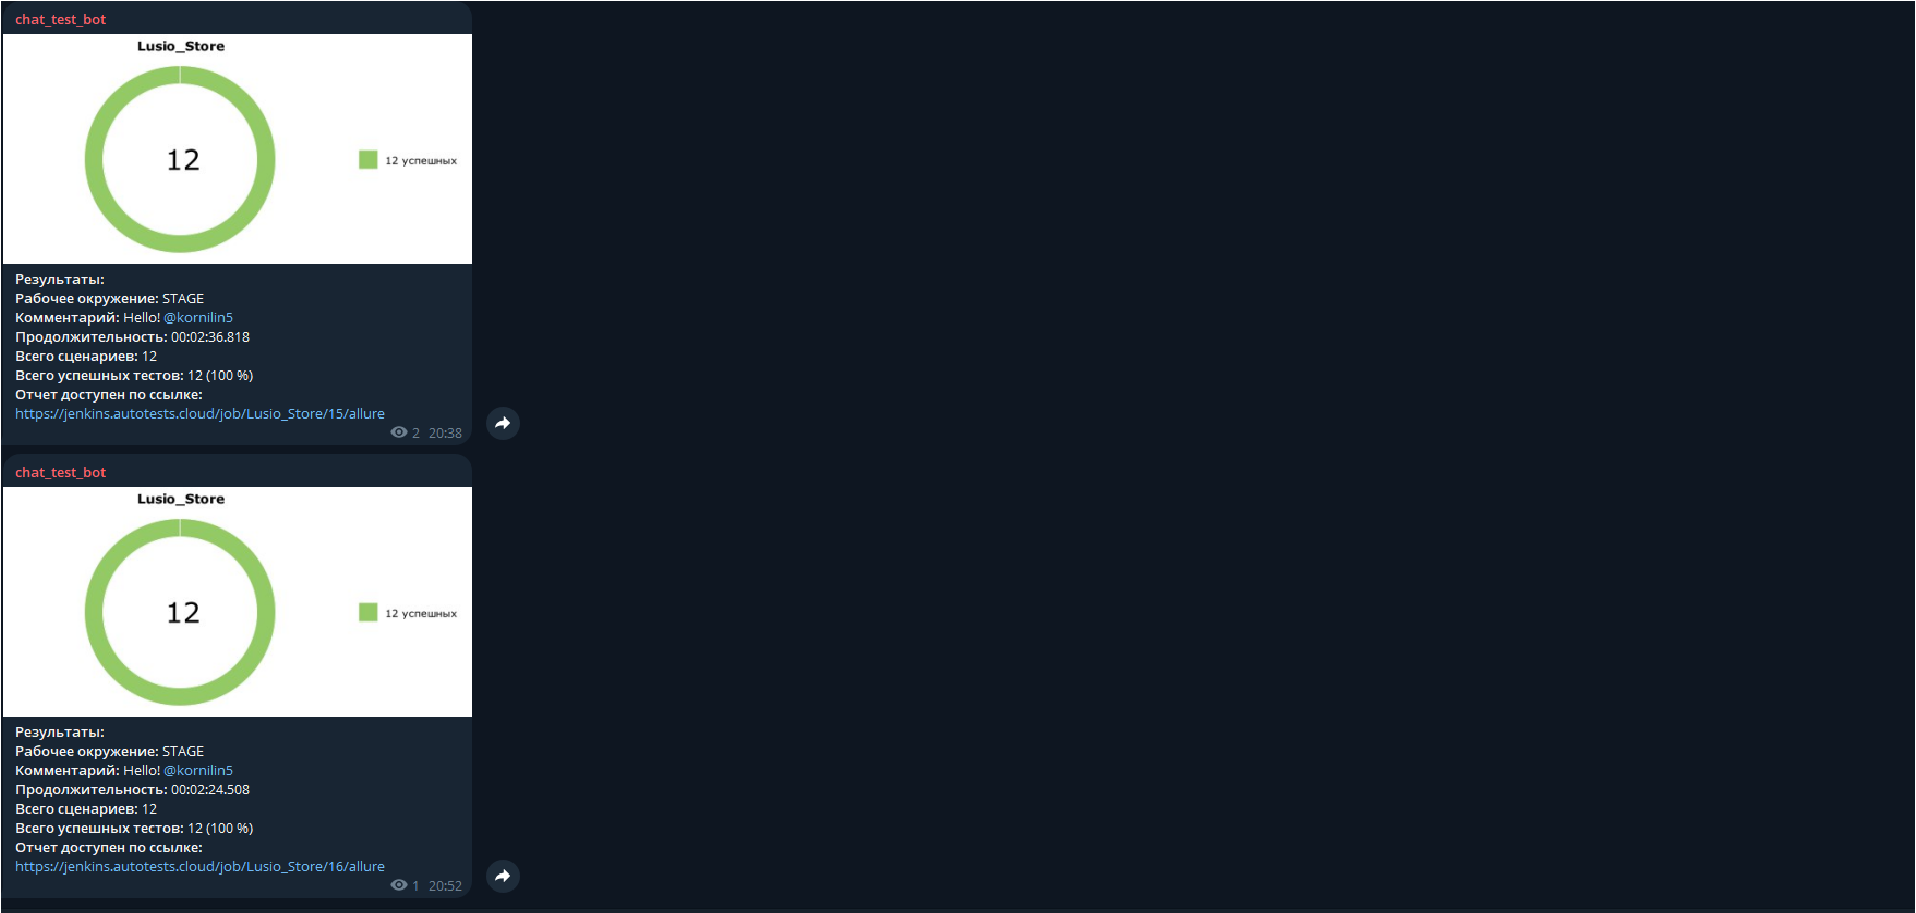 chat_test_bot
Lusio_Store
12
12 успешных
Результаты:
Рабочее окружение: STAGE
Комментарий: Hello! @kornilin5
Продолжительность: 00:02:36.818
Всего сценариев: 12
Всего успешных тестов: 12 (100 %)
Отчет доступен по ссылке:
https://jenkins.autotests.cloud/job/Lusio_Store/15/allure
2 20:38
chat_test_bot
Lusio_Store
12
12 успешных
Результаты:
Рабочее окружение: STAGE
Комментарий: Hello! @kornilin5
Продолжительность: 00:02:24.508
Всего сценариев: 12
Всего успешных тестов: 12 (100 %)
Отчет доступен по ссылке:
https://jenkins.autotests.cloud/job/Lusio_Store/16/allure
1 20:52